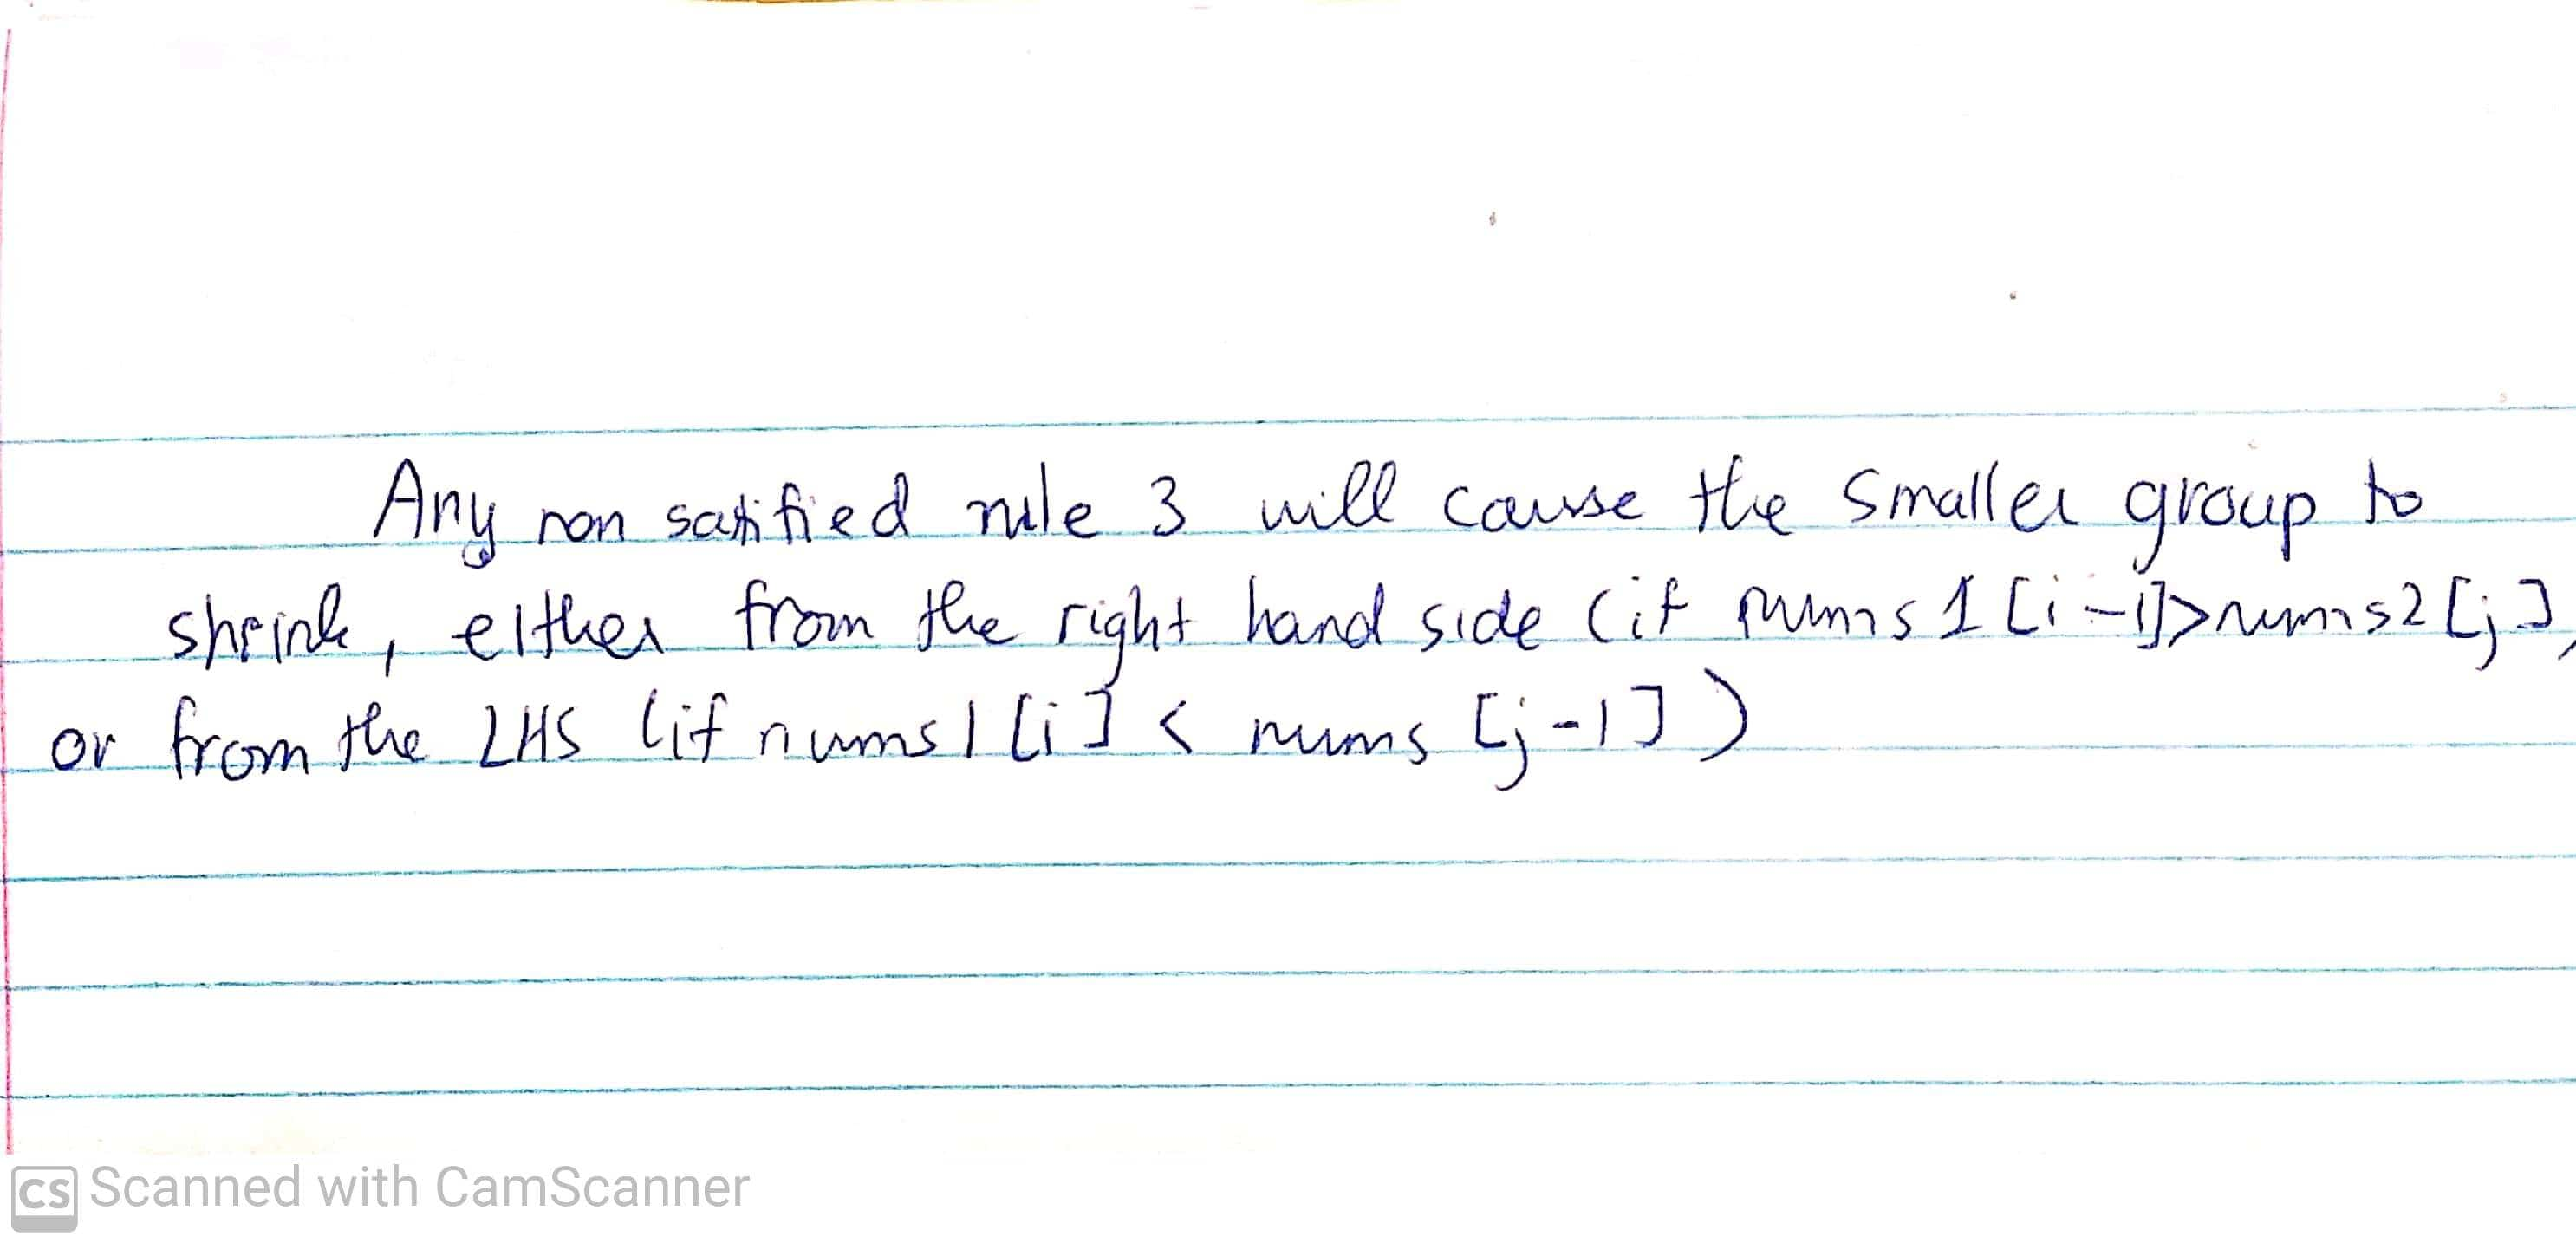 Any non satified rule 3 will cause the smaller group to
shrink, either from the right hand side (if nums1[i-1]>nums2[j],
or from the LHS (if nums1[i] < nums [j-1])
CS Scanned with CamScanner